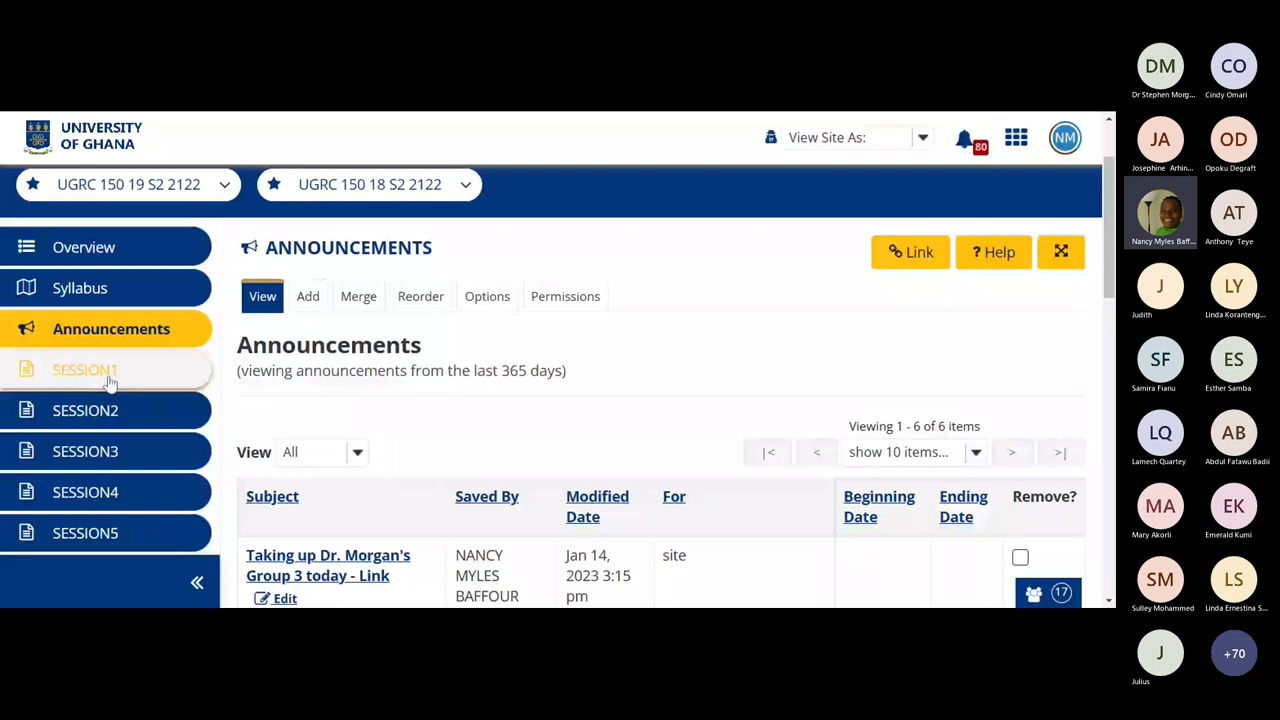 UNIVERSITY
OF GHANA
View Site As:
80
NM
UGRC 150 19 S2 2122
UGRC 150 18 S2 2122
Overview
Syllabus
Announcements
SESSION1
SESSION2
SESSION3
SESSION4
SESSION5
ANNOUNCEMENTS
Link
? Help
View
Add
Merge
Reorder
Options
Permissions
Announcements
(viewing announcements from the last 365 days)
Viewing 1 - 6 of 6 items
View
All
|<
<
show 10 items...
>
>|
Subject
Saved By
Modified
Date
For
Beginning
Date
Ending
Date
Remove?
Taking up Dr. Morgan's
Group 3 today - Link
Edit
NANCY
MYLES
BAFFOUR
Jan 14,
2023 3:15
pm
site
17
DM
Dr Stephen Morg...
CO
Cindy Omari
JA
Josephine Arhin...
OD
Opoku Degraft
Nancy Myles Baff...
AT
Anthony Teye
J
Judith
LY
Linda Koranteng...
SF
Samira Fianu
ES
Esther Samba
LQ
Lamech Quartey
AB
Abdul Fatawu Badii
MA
Mary Akorli
EK
Emerald Kumi
SM
Sulley Mohammed
LS
Linda Ernestina S...
J
Julius
+70